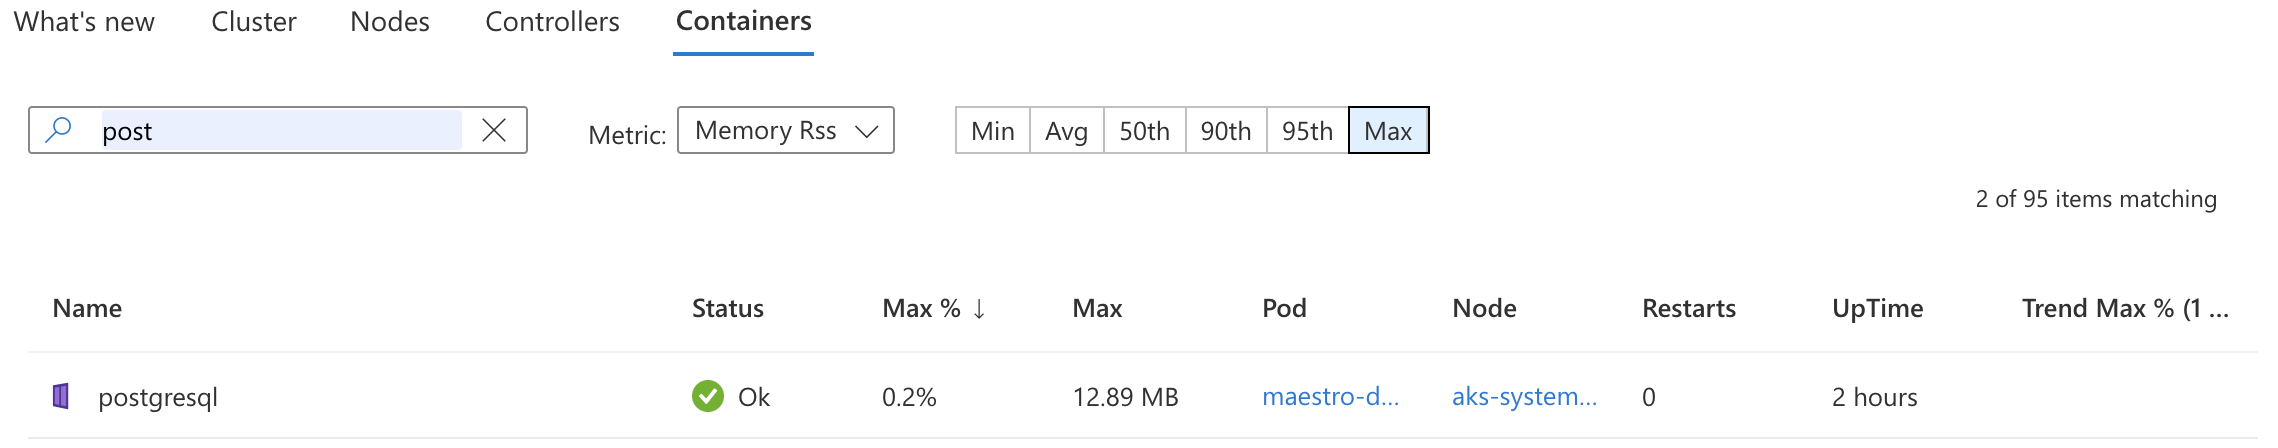 What's new Cluster Nodes Controllers Containers
post Metric: Memory Rss Min Avg 50th 90th 95th Max
2 of 95 items matching
Name Status Max % ↓ Max Pod Node Restarts UpTime Trend Max % (1 ...
postgresql Ok 0.2% 12.89 MB maestro-d... aks-system... 0 2 hours